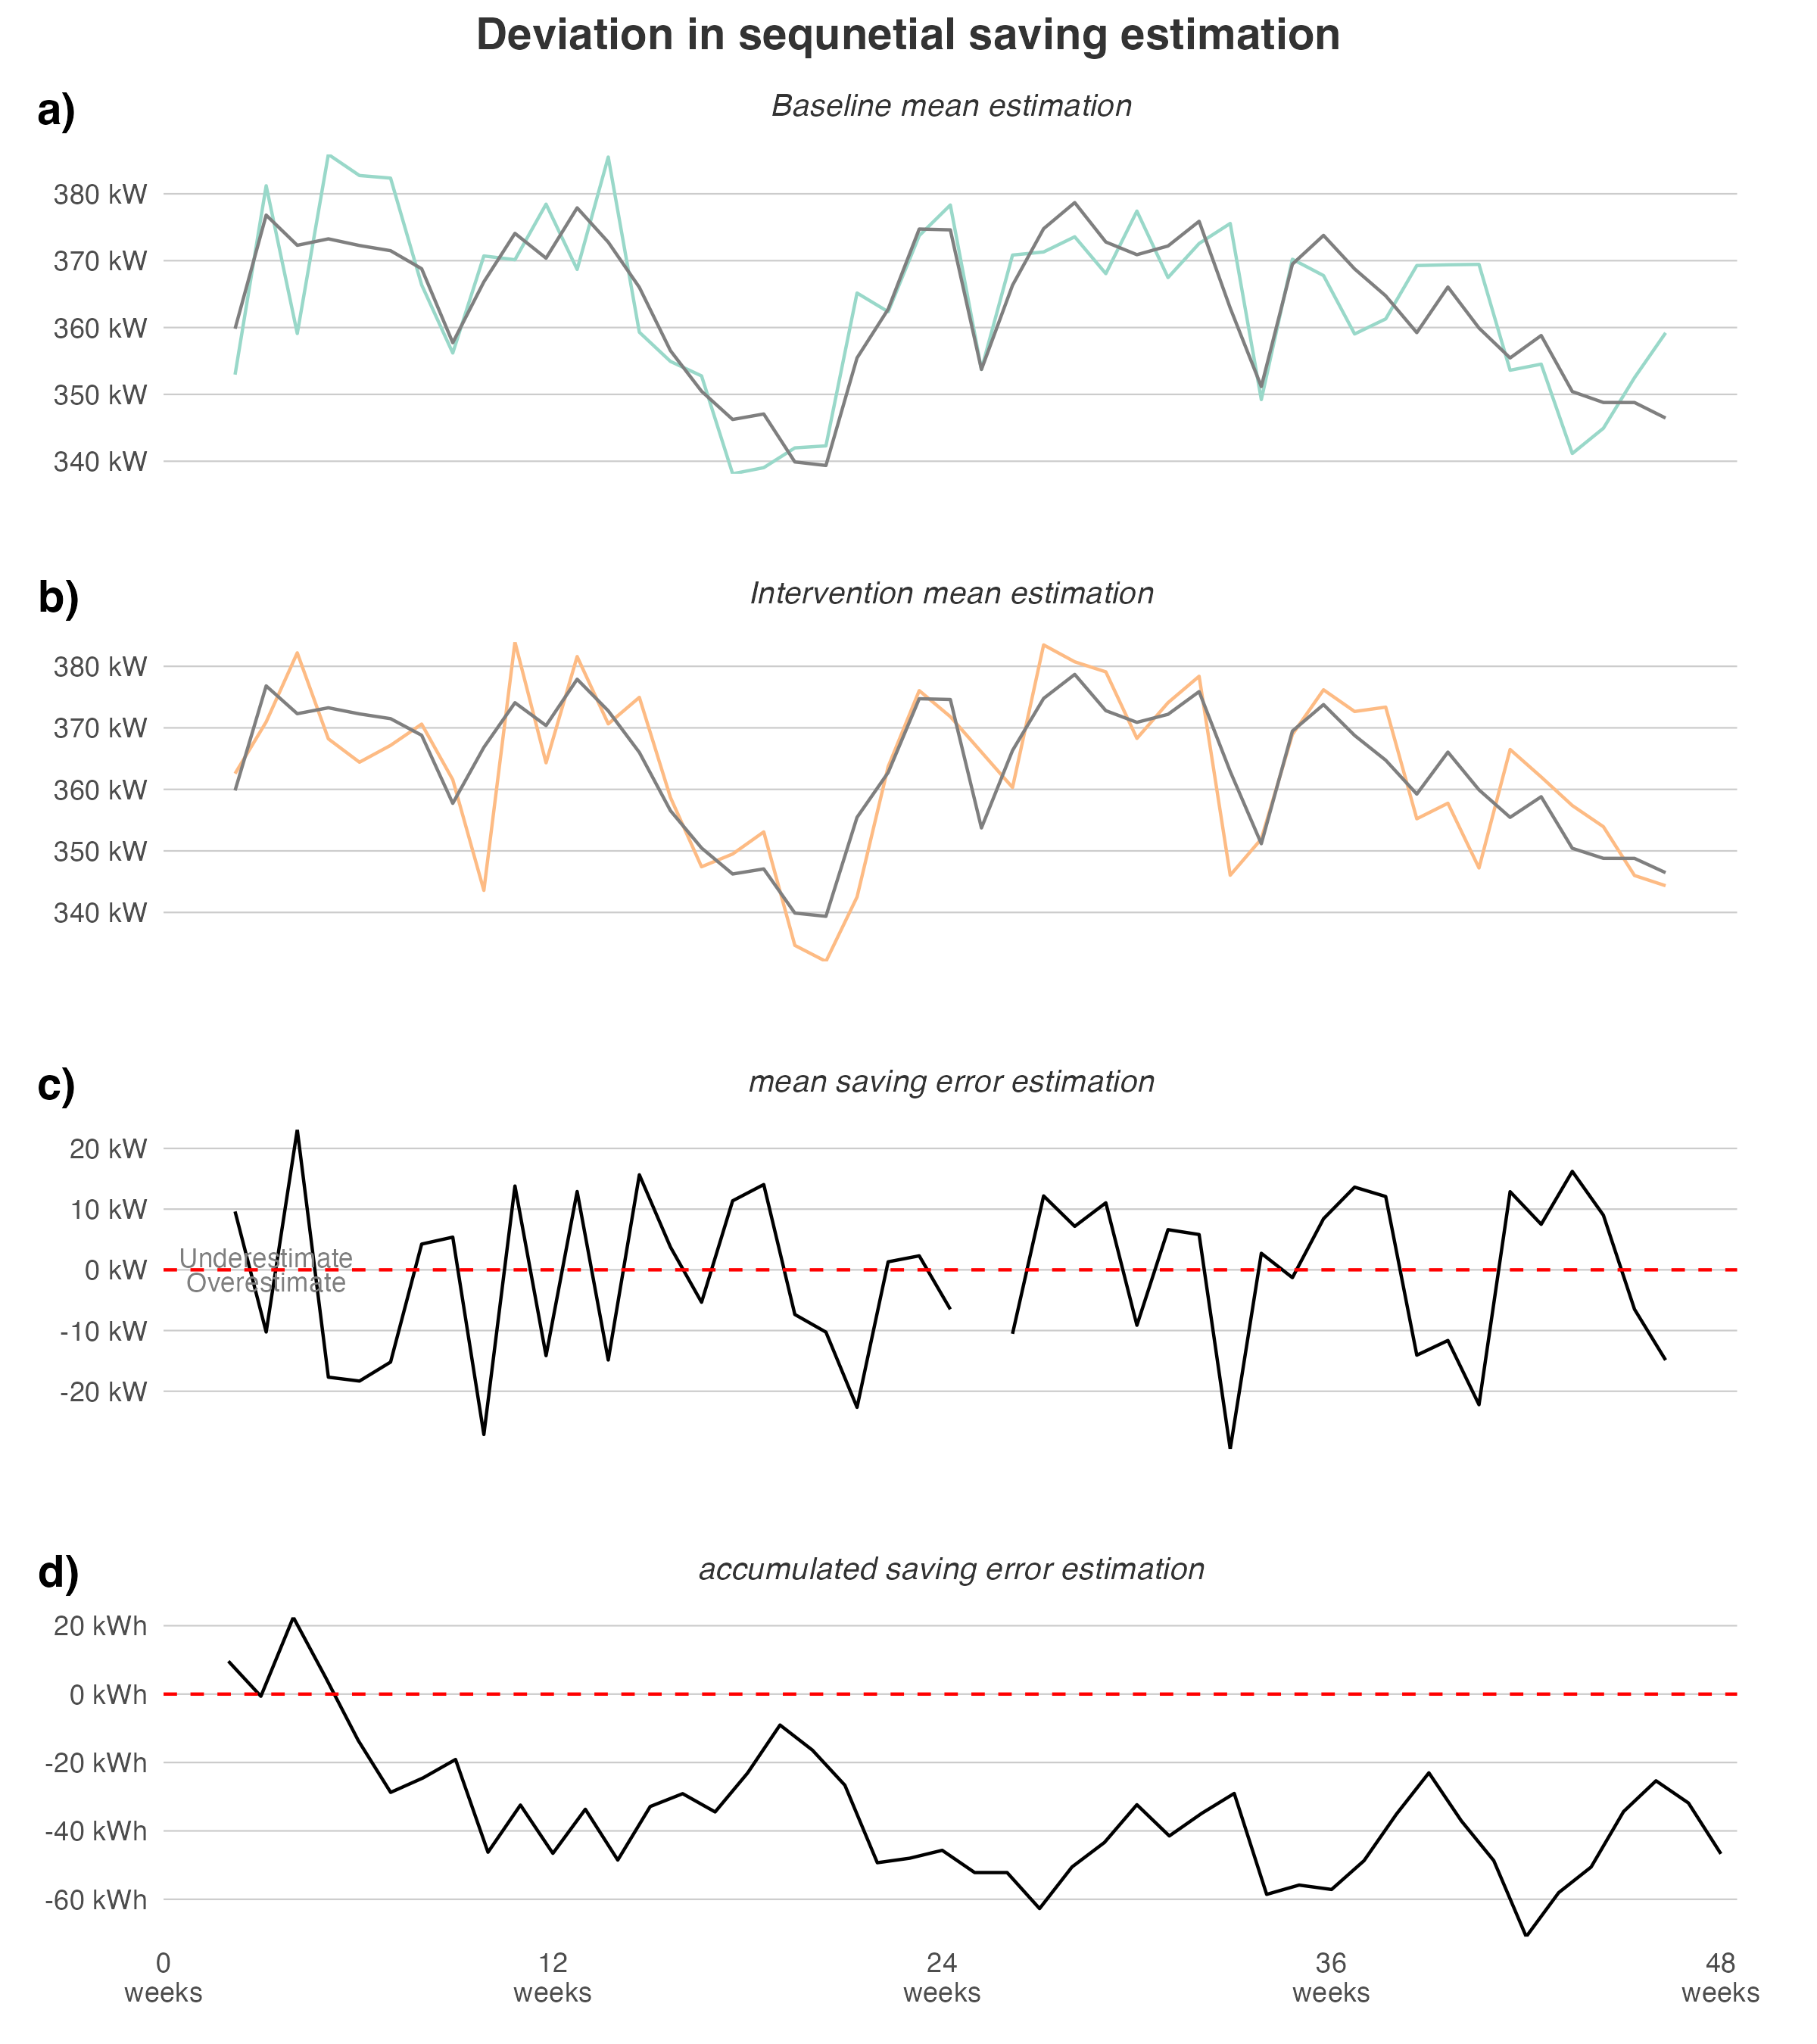 Deviation in sequnetial saving estimation
a)
Baseline mean estimation
380 kW
370 kW
360 kW
350 kW
340 kW
b)
Intervention mean estimation
380 kW
370 kW
360 kW
350 kW
340 kW
c)
mean saving error estimation
20 kW
10 kW
Underestimate
0 kW
Overestimate
-10 kW
-20 kW
d)
accumulated saving error estimation
20 kWh
0 kWh
-20 kWh
-40 kWh
-60 kWh
0 12 24 36 48
weeks weeks weeks weeks weeks